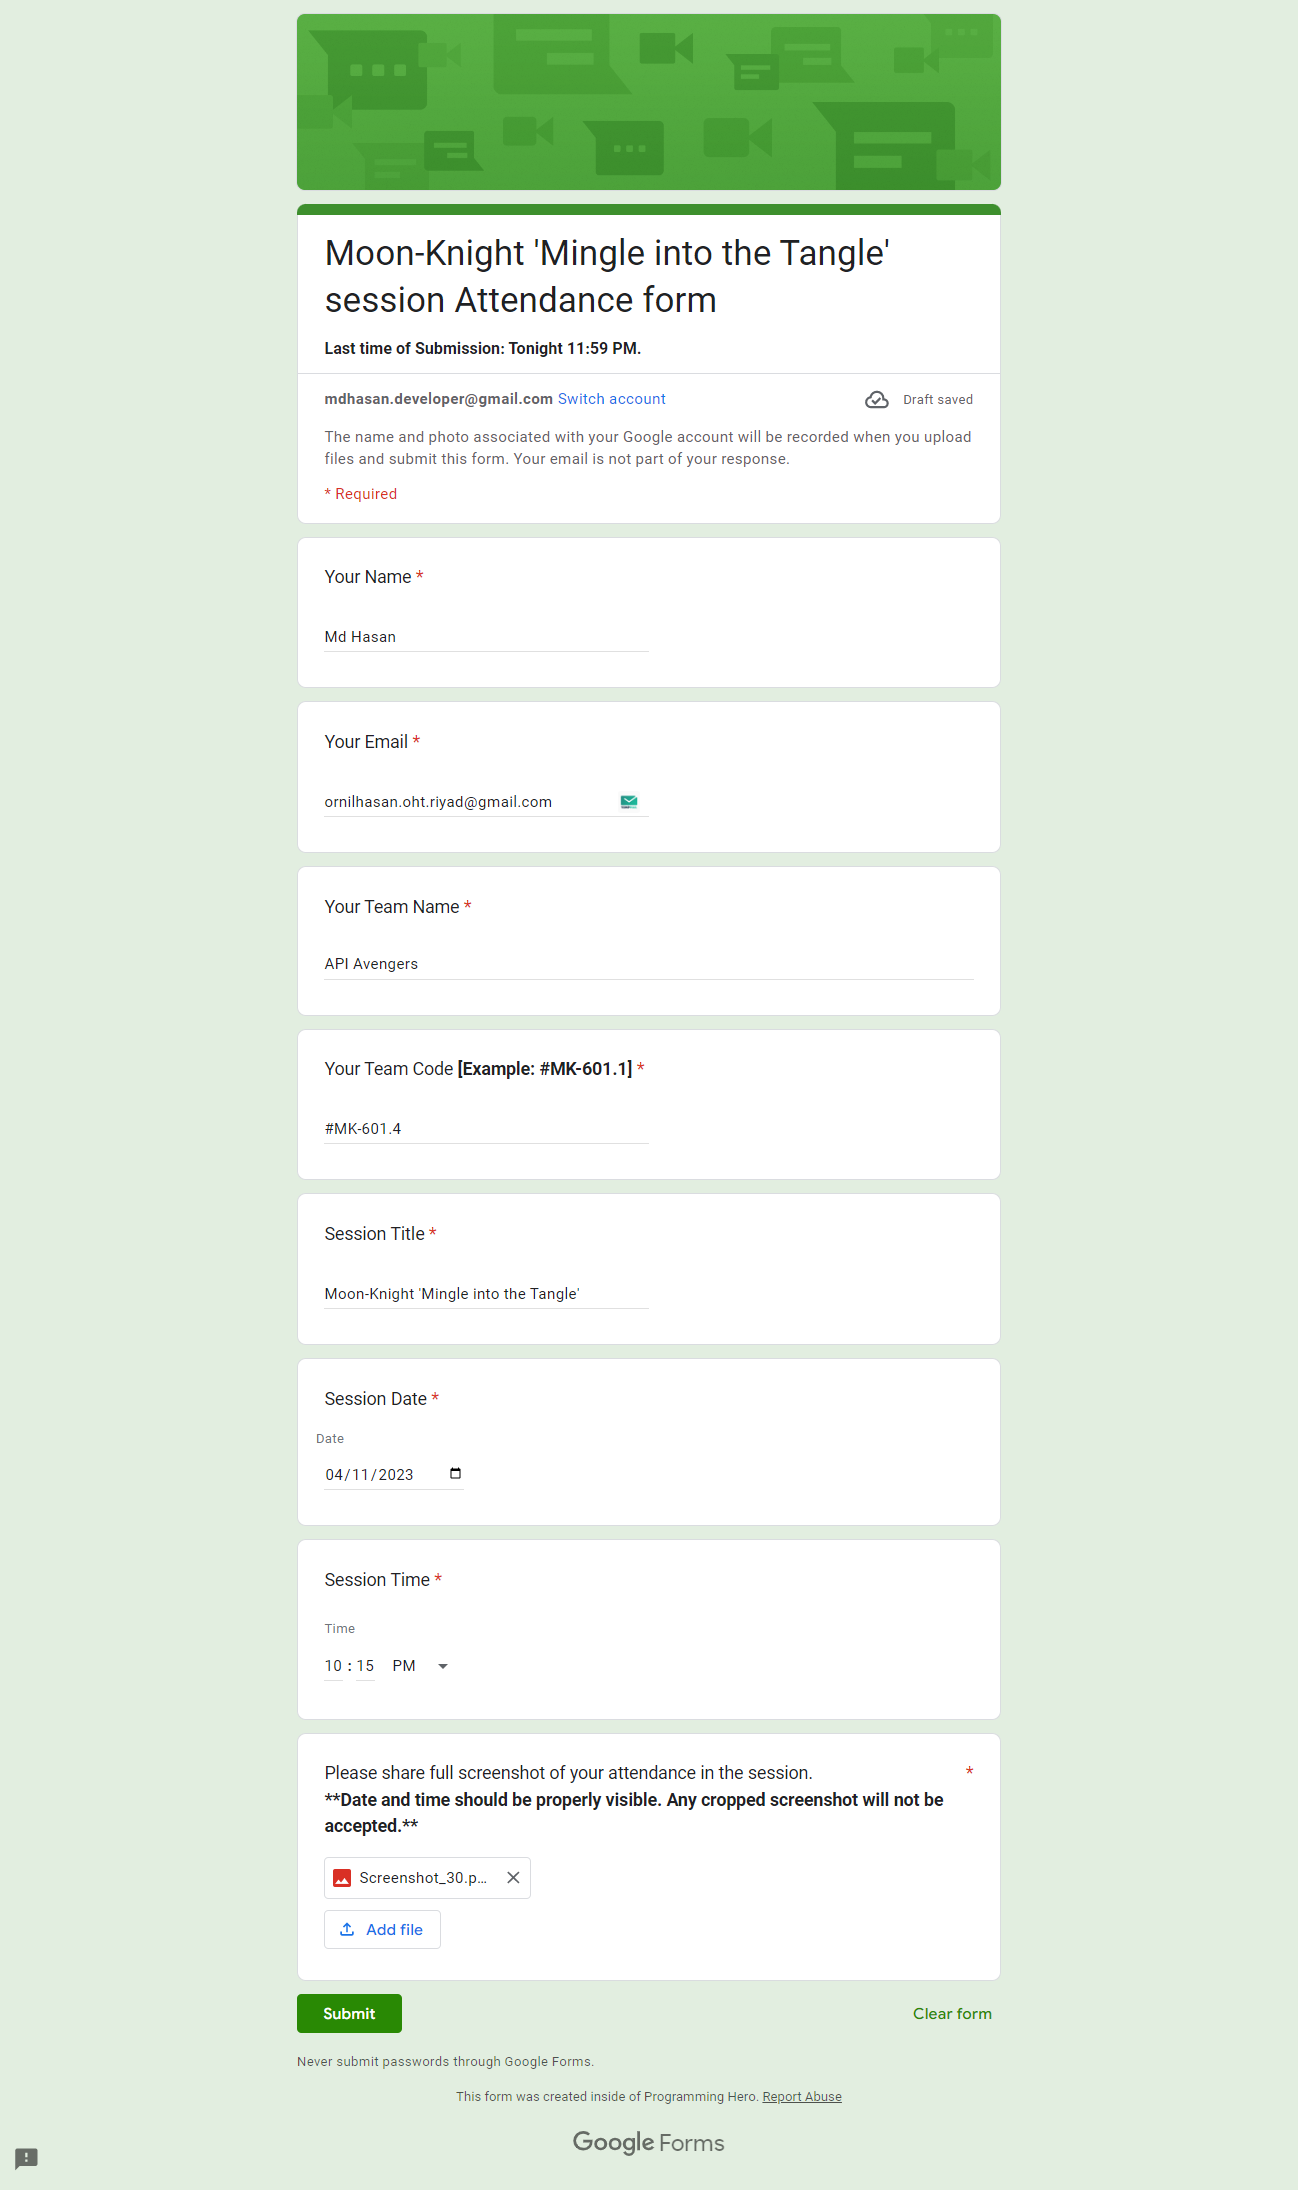 Moon-Knight 'Mingle into the Tangle'
session Attendance form
Last time of Submission: Tonight 11:59 PM.
mdhasan.developer@gmail.com Switch account
Draft saved
The name and photo associated with your Google account will be recorded when you upload
files and submit this form. Your email is not part of your response.
* Required
Your Name *
Md Hasan
Your Email *
ornilhasan.oht.riyad@gmail.com
Your Team Name *
API Avengers
Your Team Code [Example: #MK-601.1] *
#MK-601.4
Session Title *
Moon-Knight 'Mingle into the Tangle'
Session Date *
Date
04/11/2023
Session Time *
Time
10 : 15 PM
Please share full screenshot of your attendance in the session. *
**Date and time should be properly visible. Any cropped screenshot will not be
accepted.**
Screenshot_30.p...
Add file
Submit
Clear form
Never submit passwords through Google Forms.
This form was created inside of Programming Hero. Report Abuse
Google Forms